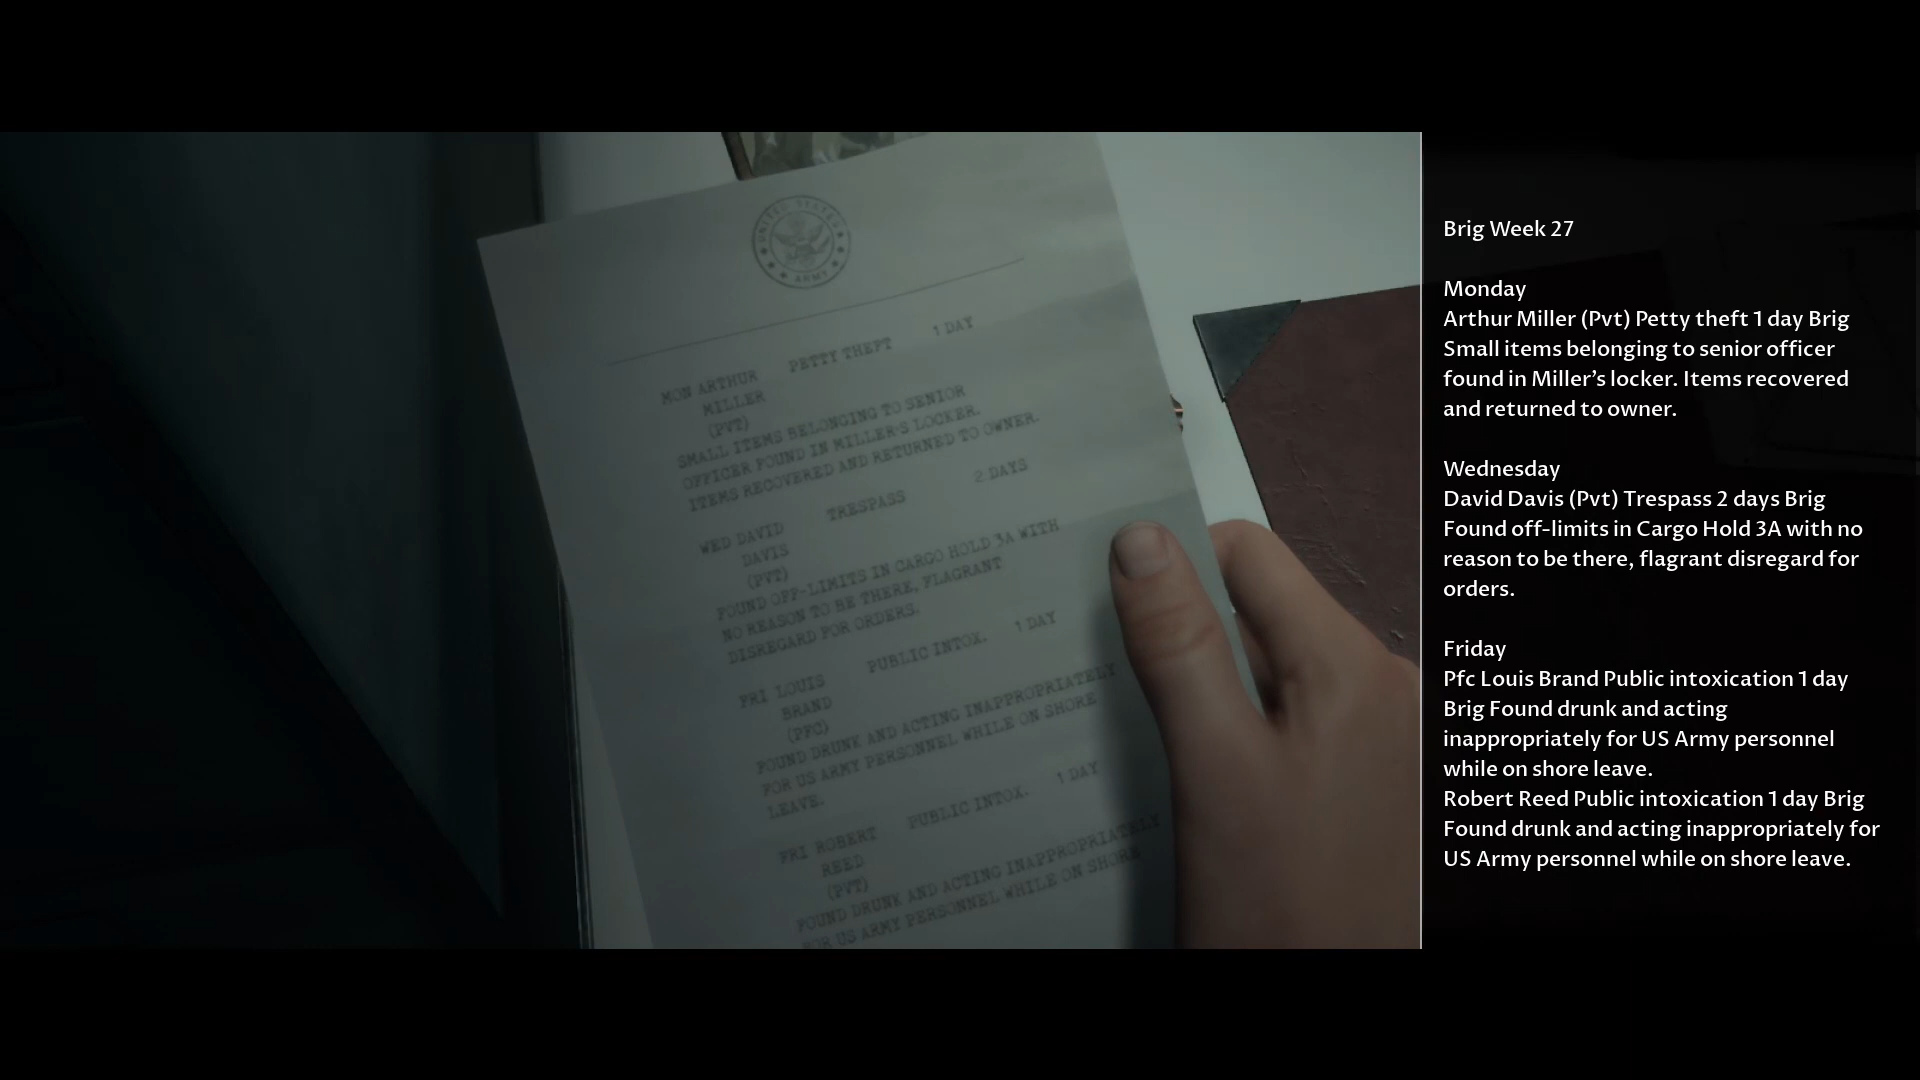 UNITED STATES
ARMY
MON ARTHUR PETTY THEFT 1 DAY
MILLER
(PVT)
SMALL ITEMS BELONGING TO SENIOR
OFFICER FOUND IN MILLER'S LOCKER.
ITEMS RECOVERED AND RETURNED TO OWNER.
WED DAVID TRESPASS 2 DAYS
DAVIS
(PVT)
FOUND OFF-LIMITS IN CARGO HOLD 3A WITH
NO REASON TO BE THERE, FLAGRANT
DISREGARD FOR ORDERS.
FRI LOUIS PUBLIC INTOX. 1 DAY
BRAND
(PFC)
FOUND DRUNK AND ACTING INAPPROPRIATELY
FOR US ARMY PERSONNEL WHILE ON SHORE
LEAVE.
FRI ROBERT PUBLIC INTOX. 1 DAY
REED
(PVT)
FOUND DRUNK AND ACTING INAPPROPRIATELY
FOR US ARMY PERSONNEL WHILE ON SHORE
Brig Week 27
Monday
Arthur Miller (Pvt) Petty theft 1 day Brig
Small items belonging to senior officer
found in Miller’s locker. Items recovered
and returned to owner.
Wednesday
David Davis (Pvt) Trespass 2 days Brig
Found off-limits in Cargo Hold 3A with no
reason to be there, flagrant disregard for
orders.
Friday
Pfc Louis Brand Public intoxication 1 day
Brig Found drunk and acting
inappropriately for US Army personnel
while on shore leave.
Robert Reed Public intoxication 1 day Brig
Found drunk and acting inappropriately for
US Army personnel while on shore leave.